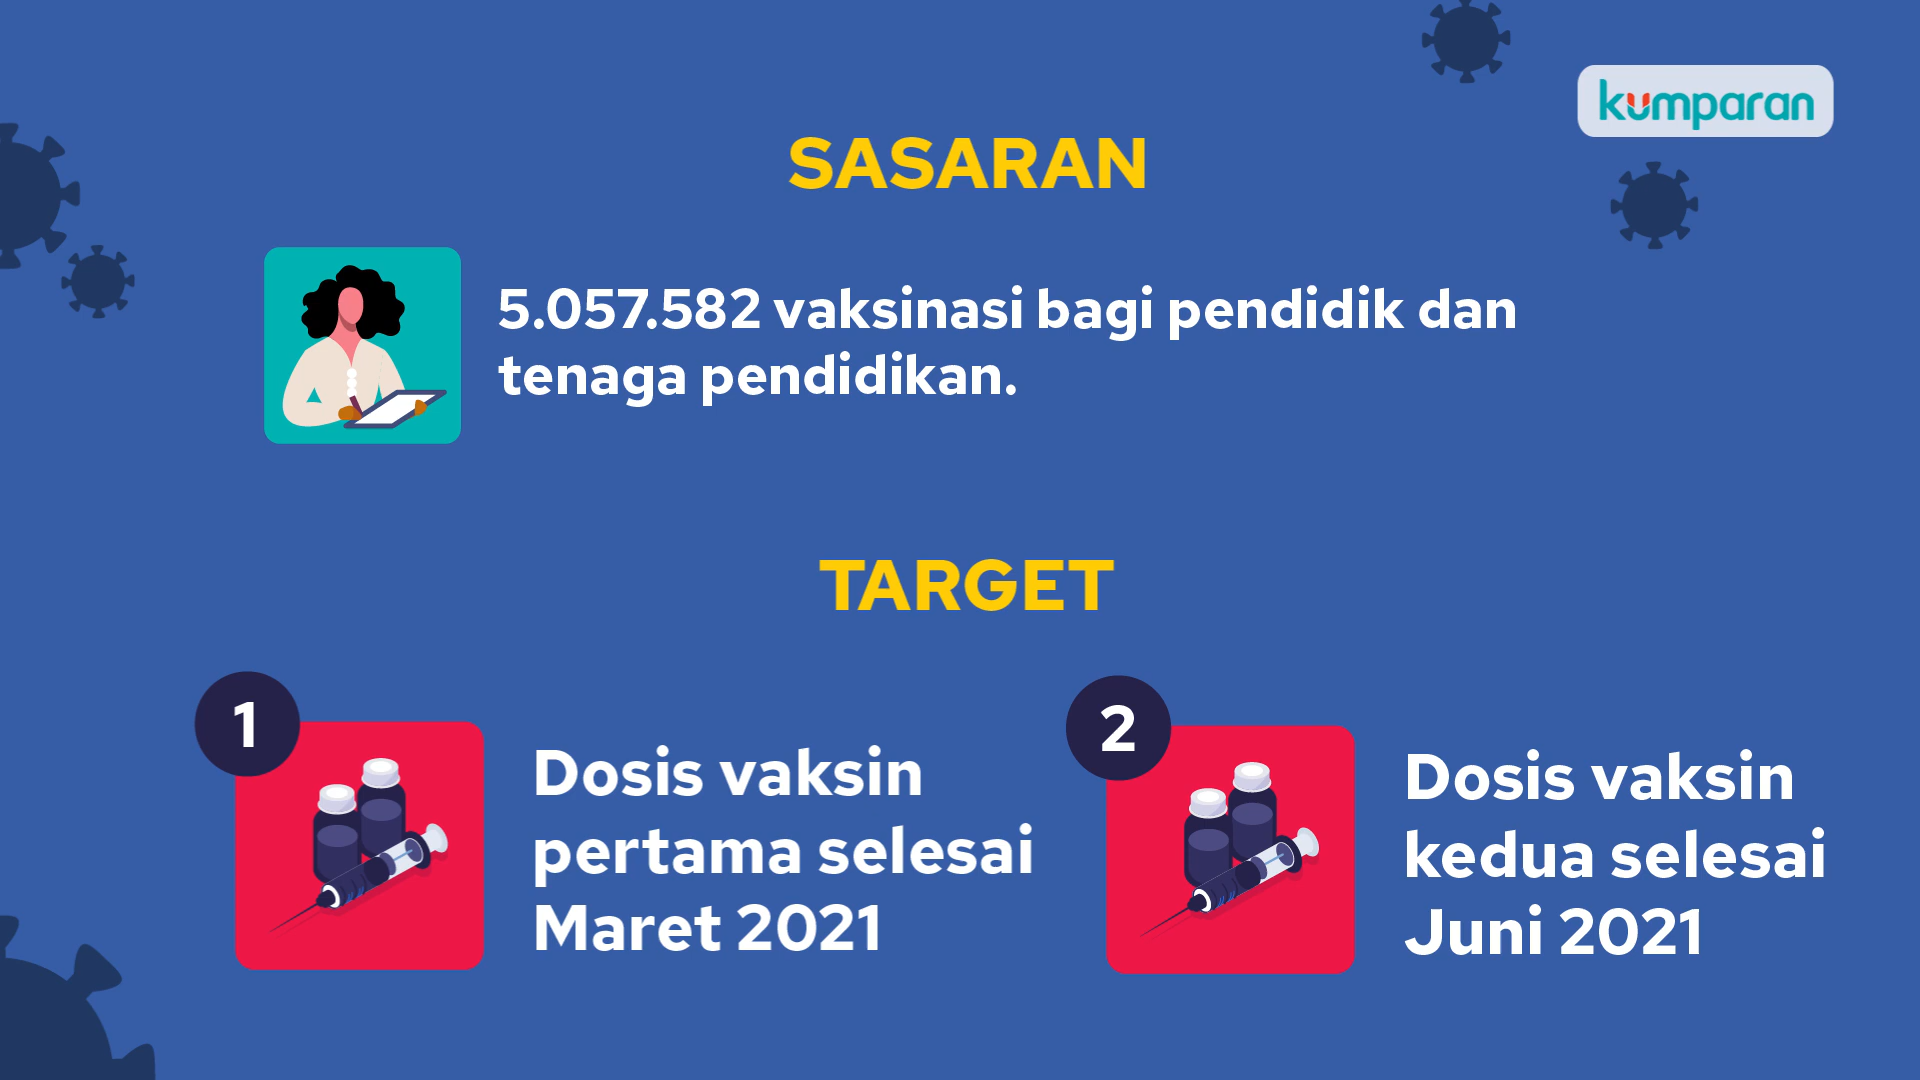 kumparan
SASARAN
5.057.582 vaksinasi bagi pendidik dan
tenaga pendidikan.
TARGET
1
Dosis vaksin
pertama selesai
Maret 2021
2
Dosis vaksin
kedua selesai
Juni 2021